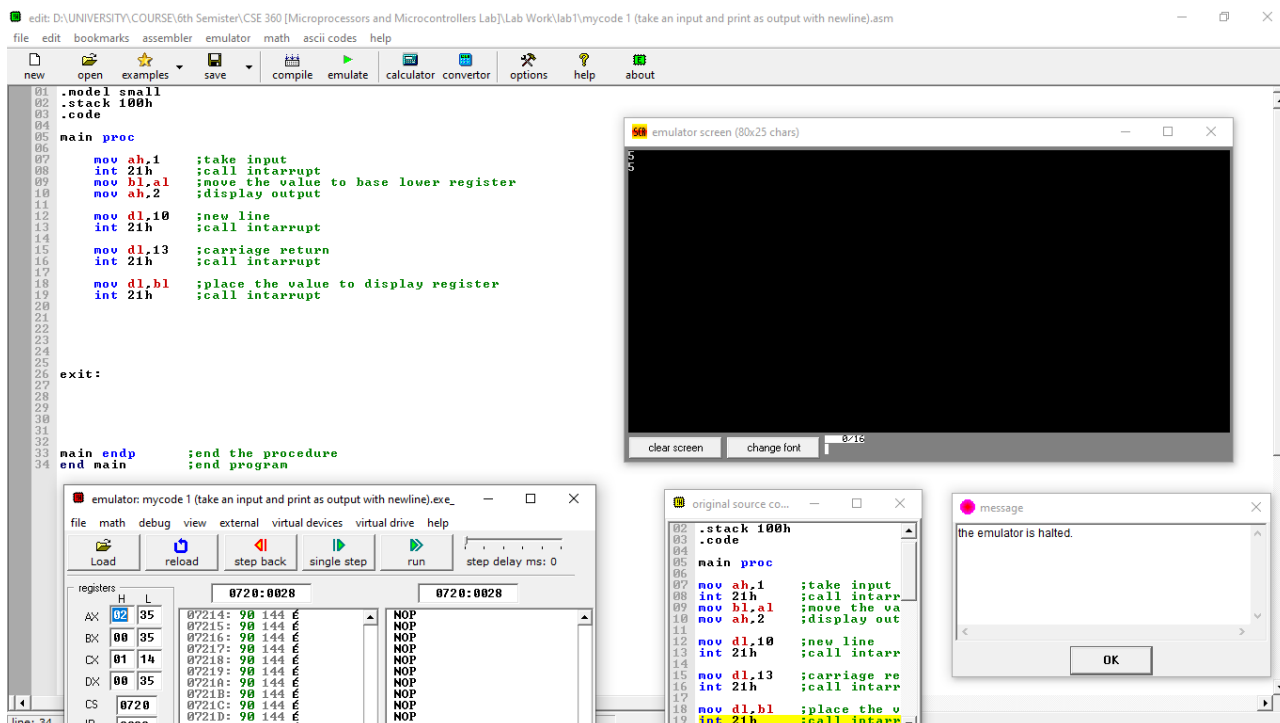 edit: D:\UNIVERSITY\COURSE\6th Semister\CSE 360 [Microprocessors and Microcontrollers Lab]\Lab Work\lab1\mycode 1 (take an input and print as output with newline).asm
file edit bookmarks assembler emulator math ascii codes help
new open examples save compile emulate calculator convertor options help about
01 .model small
02 .stack 100h
03 .code
04
05 main proc
06
07 mov ah,1 ;take input
08 int 21h ;call intarrupt
09 mov bl,al ;move the value to base lower register
10 mov ah,2 ;display output
11
12 mov dl,10 ;new line
13 int 21h ;call intarrupt
14
15 mov dl,13 ;carriage return
16 int 21h ;call intarrupt
17
18 mov dl,bl ;place the value to display register
19 int 21h ;call intarrupt
20
21
22
23
24
25
26 exit:
27
28
29
30
31
32
33 main endp ;end the procedure
34 end main ;end program
emulator screen (80x25 chars)
5
5
clear screen change font 0/16
emulator: mycode 1 (take an input and print as output with newline).exe_
file math debug view external virtual devices virtual drive help
Load reload step back single step run step delay ms: 0
registers
H L
AX 02 35
BX 00 35
CX 01 14
DX 00 35
CS 0720
0720:0028 0720:0028
07214: 90 144 É NOP
07215: 90 144 É NOP
07216: 90 144 É NOP
07217: 90 144 É NOP
07218: 90 144 É NOP
07219: 90 144 É NOP
0721A: 90 144 É NOP
0721B: 90 144 É NOP
0721C: 90 144 É NOP
0721D: 90 144 É NOP
original source co...
02 .stack 100h
03 .code
04
05 main proc
06
07 mov ah,1 ;take input
08 int 21h ;call intarr
09 mov bl,al ;move the va
10 mov ah,2 ;display out
11
12 mov dl,10 ;new line
13 int 21h ;call intarr
14
15 mov dl,13 ;carriage re
16 int 21h ;call intarr
17
18 mov dl,bl ;place the v
19 int 21h ;call intarr
message
the emulator is halted.
OK
line: 34